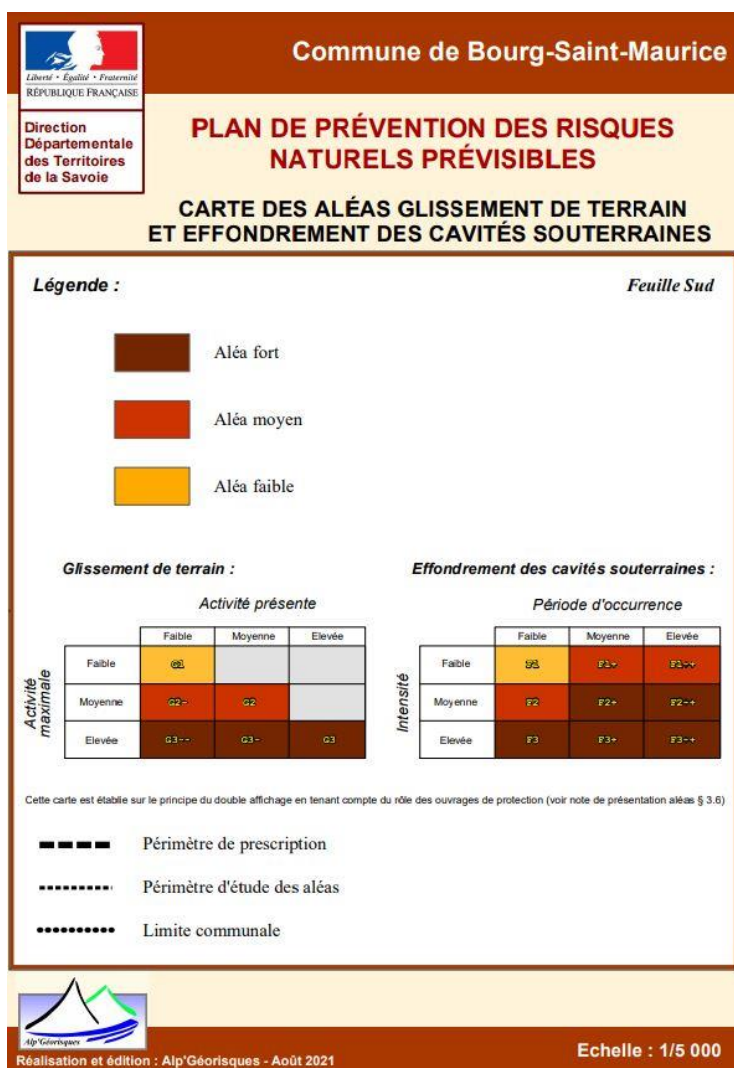 Commune de Bourg-Saint-Maurice
Liberté • Égalité • Fraternité
RÉPUBLIQUE FRANÇAISE
Direction
Départementale
des Territoires
de la Savoie
PLAN DE PRÉVENTION DES RISQUES
NATURELS PRÉVISIBLES
CARTE DES ALÉAS GLISSEMENT DE TERRAIN
ET EFFONDREMENT DES CAVITÉS SOUTERRAINES
Légende :
Feuille Sud
Aléa fort
Aléa moyen
Aléa faible
Glissement de terrain :
Activité présente
Faible Moyenne Elevée
Activité
maximale
Faible G1
Moyenne G2- G2
Elevée G3-- G3- G3
Effondrement des cavités souterraines :
Période d'occurrence
Faible Moyenne Elevée
Intensité
Faible F1 F1+
Moyenne F2 F2+
Elevée F3 F3+
Cette carte est établie sur le principe du double affichage en tenant compte du rôle des ouvrages de protection (voir note de présentation aléas § 3.6)
Périmètre de prescription
Périmètre d'étude des aléas
Limite communale
Alp'Géorisques
Réalisation et édition : Alp'Géorisques - Août 2021
Echelle : 1/5 000